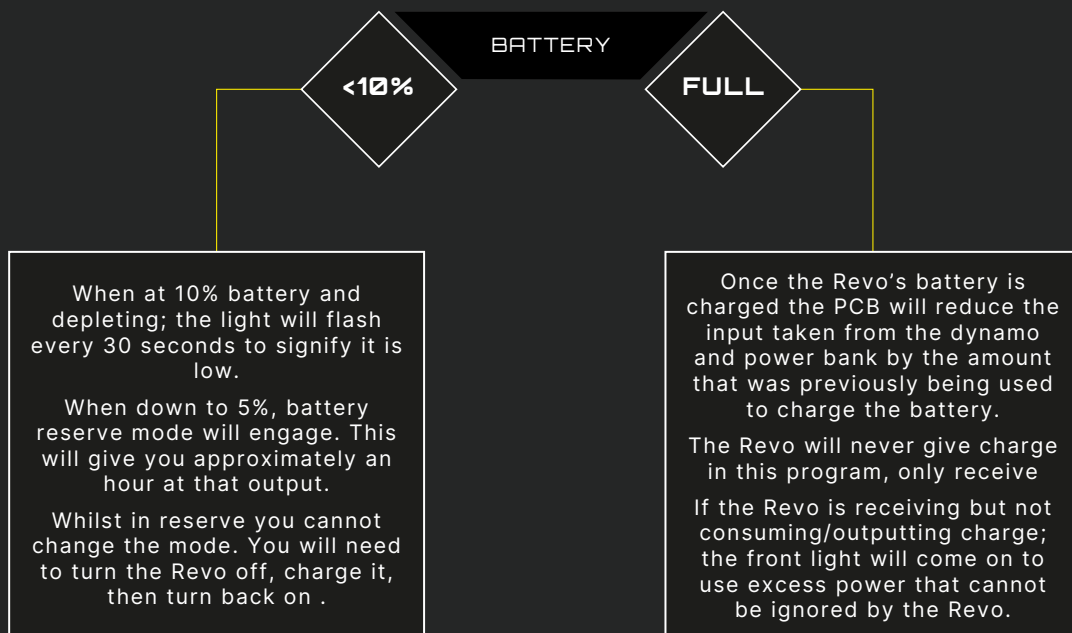 BATTERY
<10%
FULL
When at 10% battery and
depleting; the light will flash
every 30 seconds to signify it is
low.
When down to 5%, battery
reserve mode will engage. This
will give you approximately an
hour at that output.
Whilst in reserve you cannot
change the mode. You will need
to turn the Revo off, charge it,
then turn back on .
Once the Revo’s battery is
charged the PCB will reduce the
input taken from the dynamo
and power bank by the amount
that was previously being used
to charge the battery.
The Revo will never give charge
in this program, only receive
If the Revo is receiving but not
consuming/outputting charge;
the front light will come on to
use excess power that cannot
be ignored by the Revo.